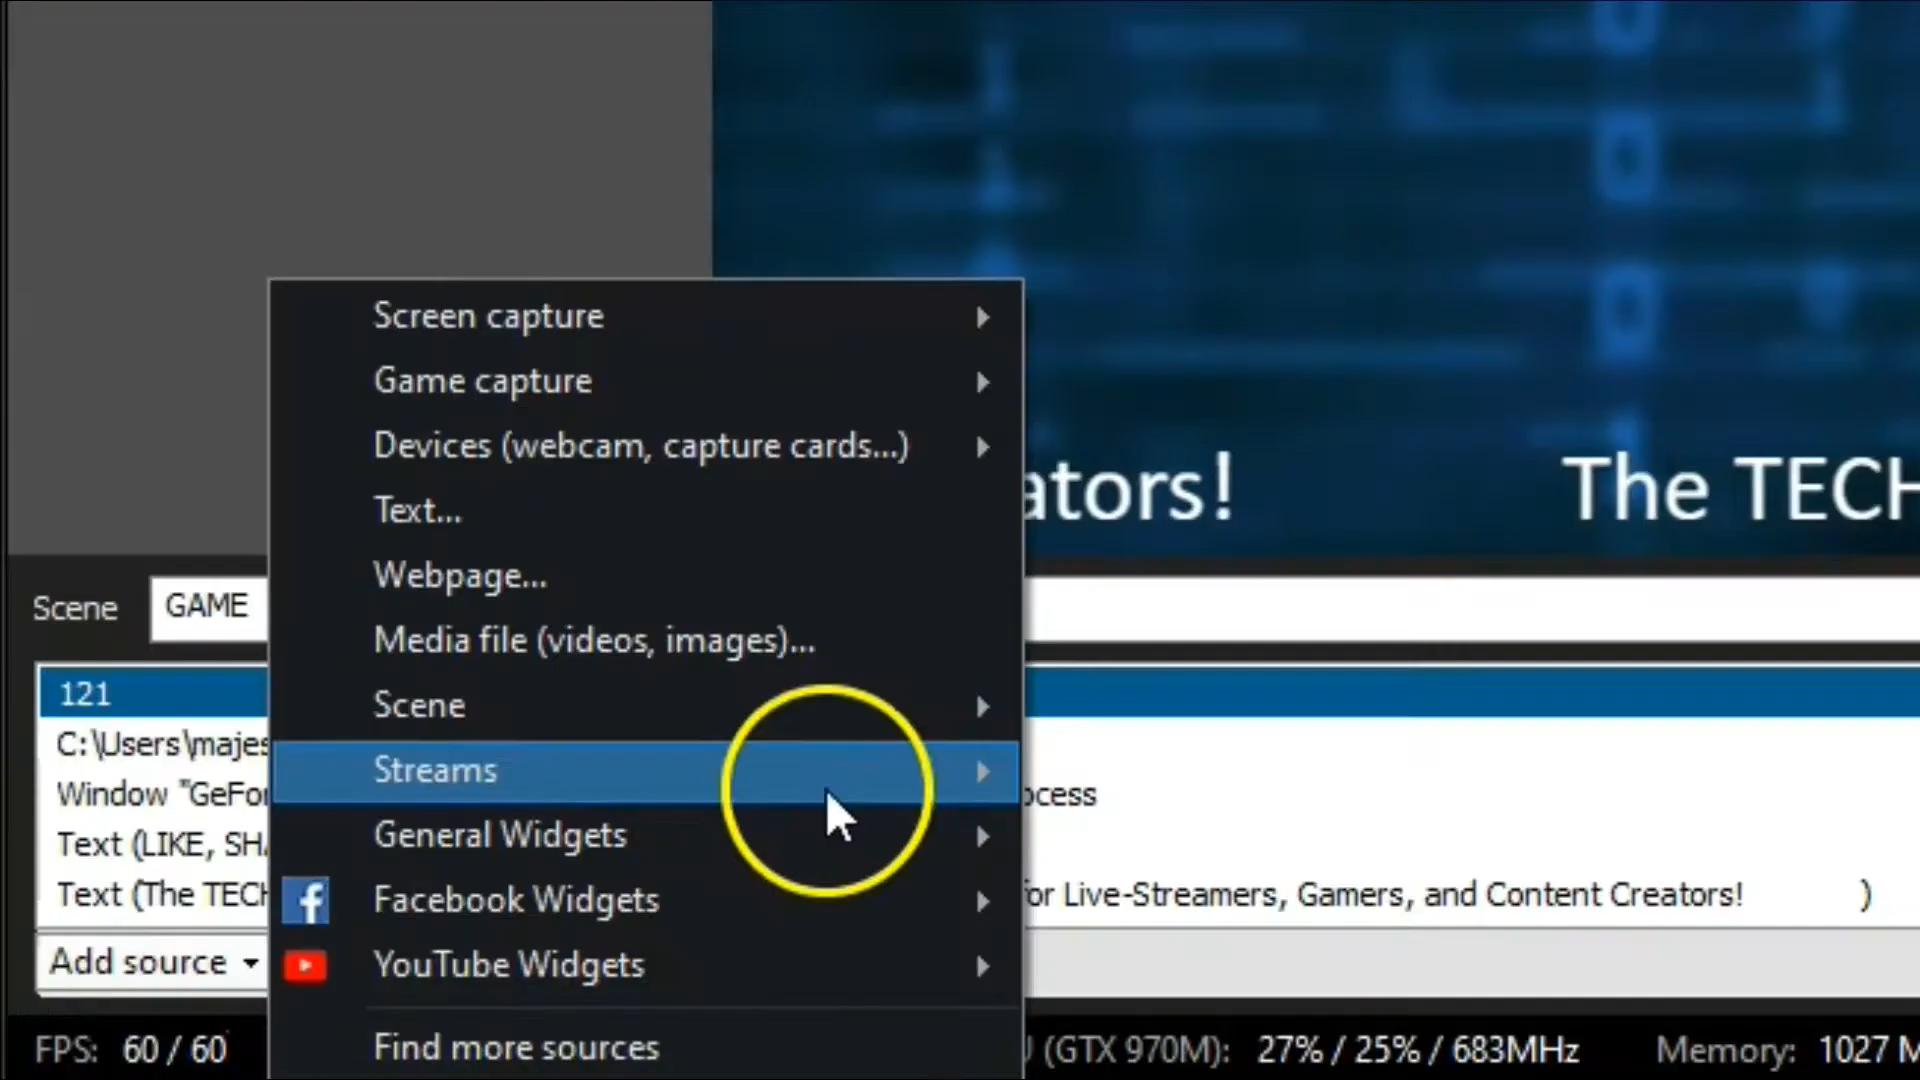 Screen capture
Game capture
Devices (webcam, capture cards...)
Text...
Webpage...
Media file (videos, images)...
Scene
Streams
General Widgets
Facebook Widgets
YouTube Widgets
Find more sources
ators!
The TECH
Scene GAME
121
C:\Users\majes
Window "GeFor ocess
Text (LIKE, SHA
Text (The TECH or Live-Streamers, Gamers, and Content Creators! )
Add source
FPS: 60 / 60 (GTX 970M): 27% / 25% / 683MHz Memory: 1027 M